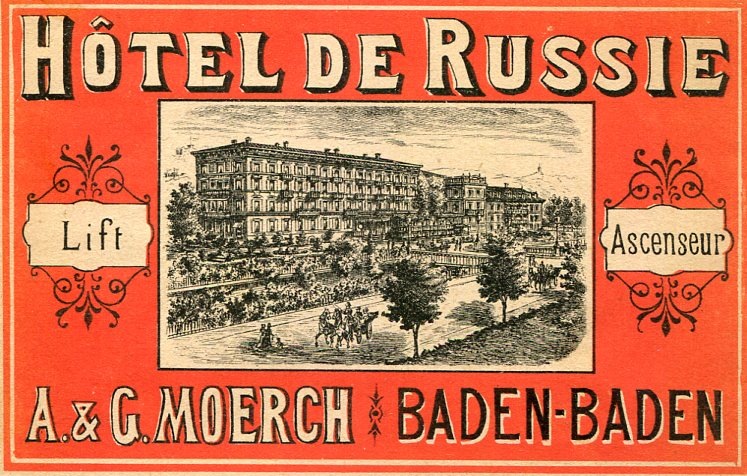 HÔTEL DE RUSSIE
Lift
Ascenseur
A. & G. MOERCH
BADEN-BADEN